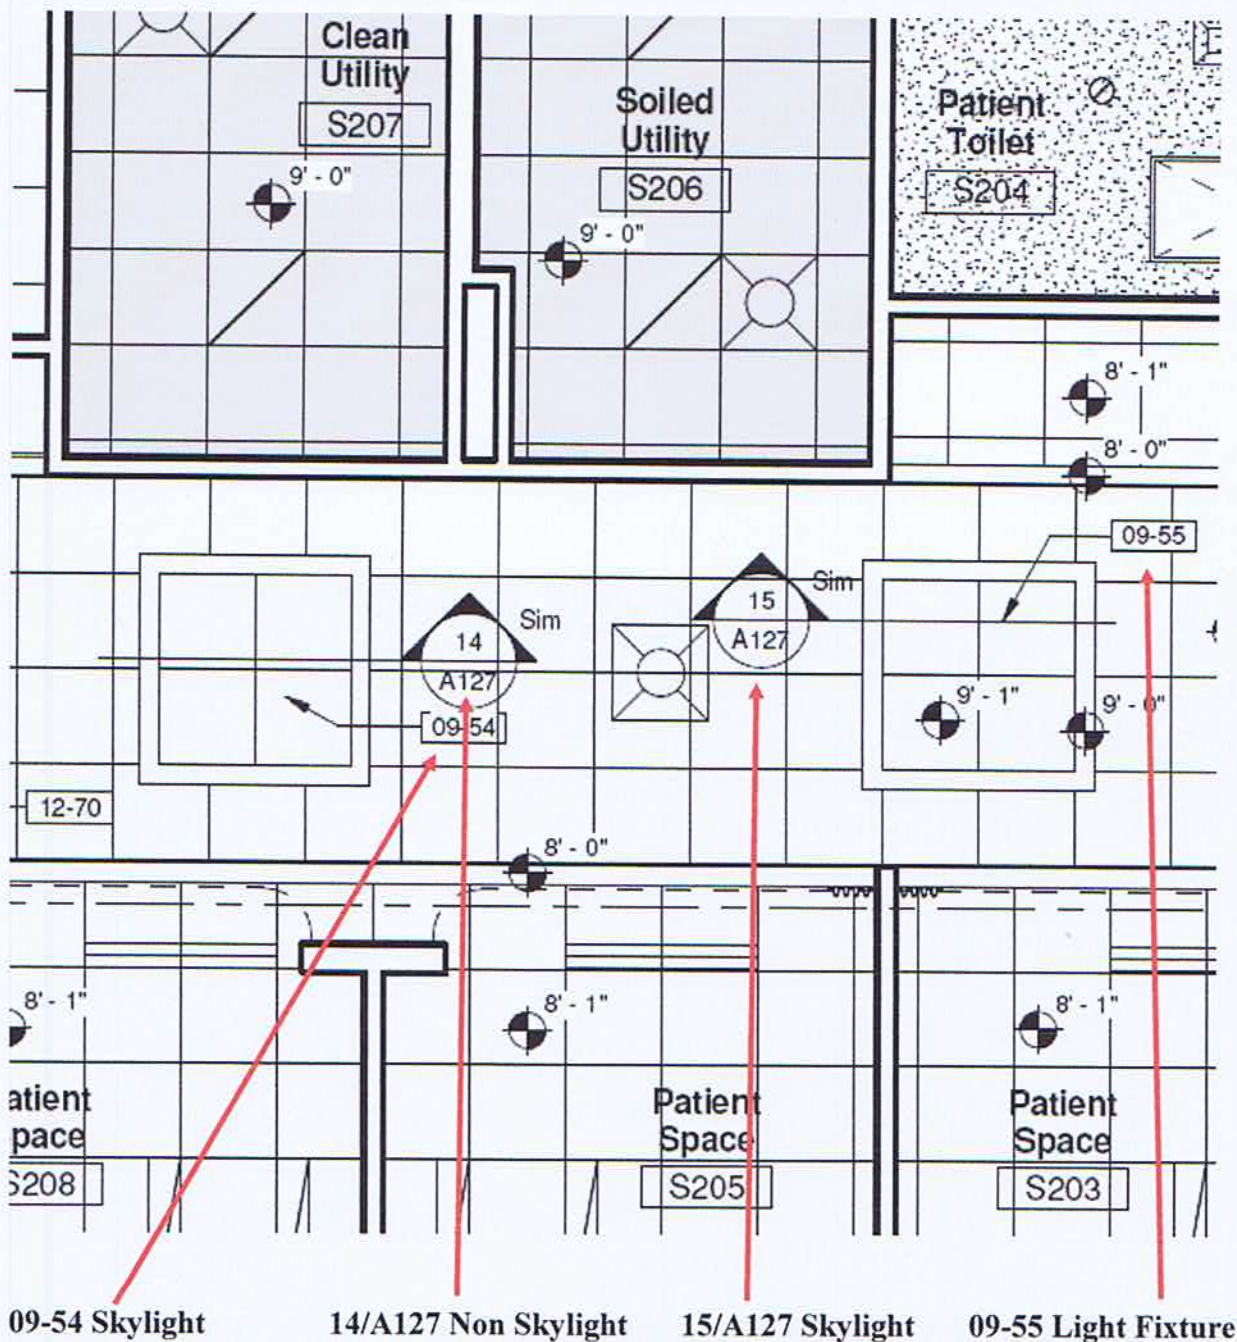 Clean
Utility
S207
9' - 0"
Soiled
Utility
S206
9' - 0"
Patient
Toilet
S204
8' - 1"
8' - 0"
09-55
14
A127
Sim
15
A127
Sim
09-54
9' - 1"
9' - 0"
12-70
8' - 0"
8' - 1"
8' - 1"
8' - 1"
atient
pace
S208
Patient
Space
S205
Patient
Space
S203
09-54 Skylight
14/A127 Non Skylight
15/A127 Skylight
09-55 Light Fixture